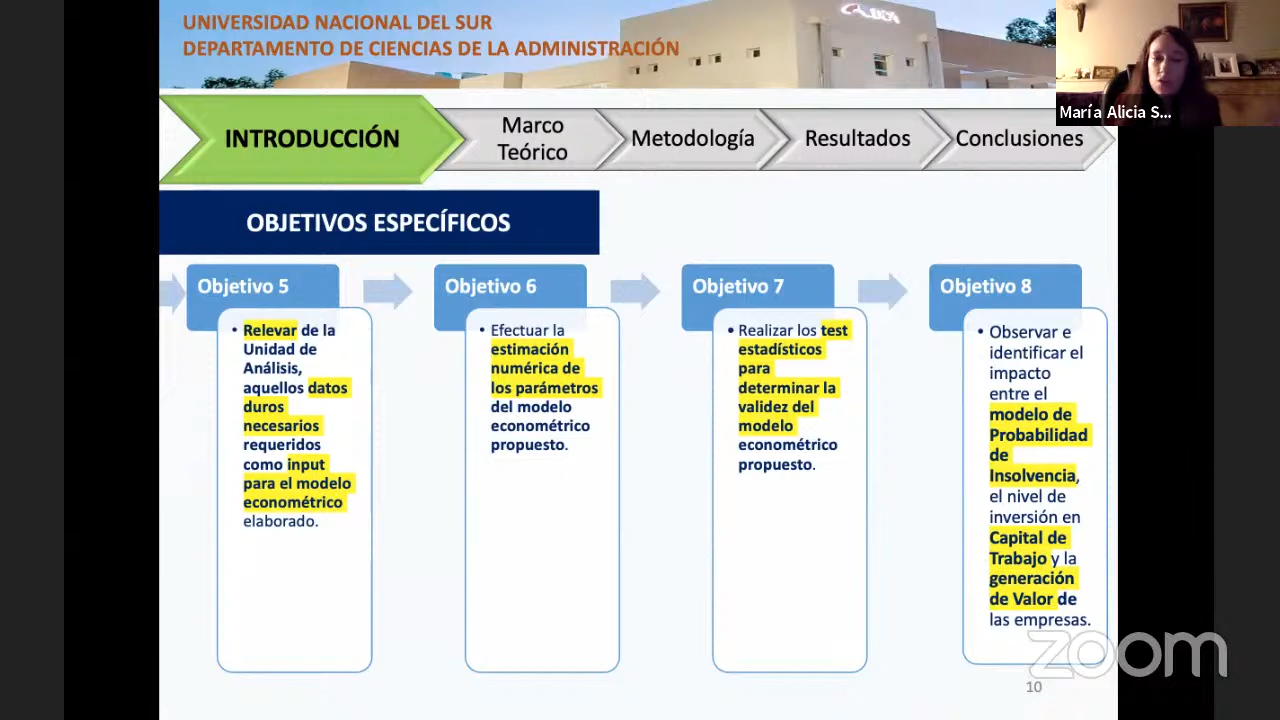 UNIVERSIDAD NACIONAL DEL SUR
DEPARTAMENTO DE CIENCIAS DE LA ADMINISTRACIÓN
María Alicia S...
INTRODUCCIÓN
Marco
Teórico
Metodología
Resultados
Conclusiones
OBJETIVOS ESPECÍFICOS
Objetivo 5
• Relevar de la
Unidad de
Análisis,
aquellos datos
duros
necesarios
requeridos
como input
para el modelo
econométrico
elaborado.
Objetivo 6
• Efectuar la
estimación
numérica de
los parámetros
del modelo
econométrico
propuesto.
Objetivo 7
• Realizar los test
estadísticos
para
determinar la
validez del
modelo
econométrico
propuesto.
Objetivo 8
• Observar e
identificar el
impacto
entre el
modelo de
Probabilidad
de
Insolvencia,
el nivel de
inversión en
Capital de
Trabajo y la
generación
de Valor de
las empresas.
zoom
10